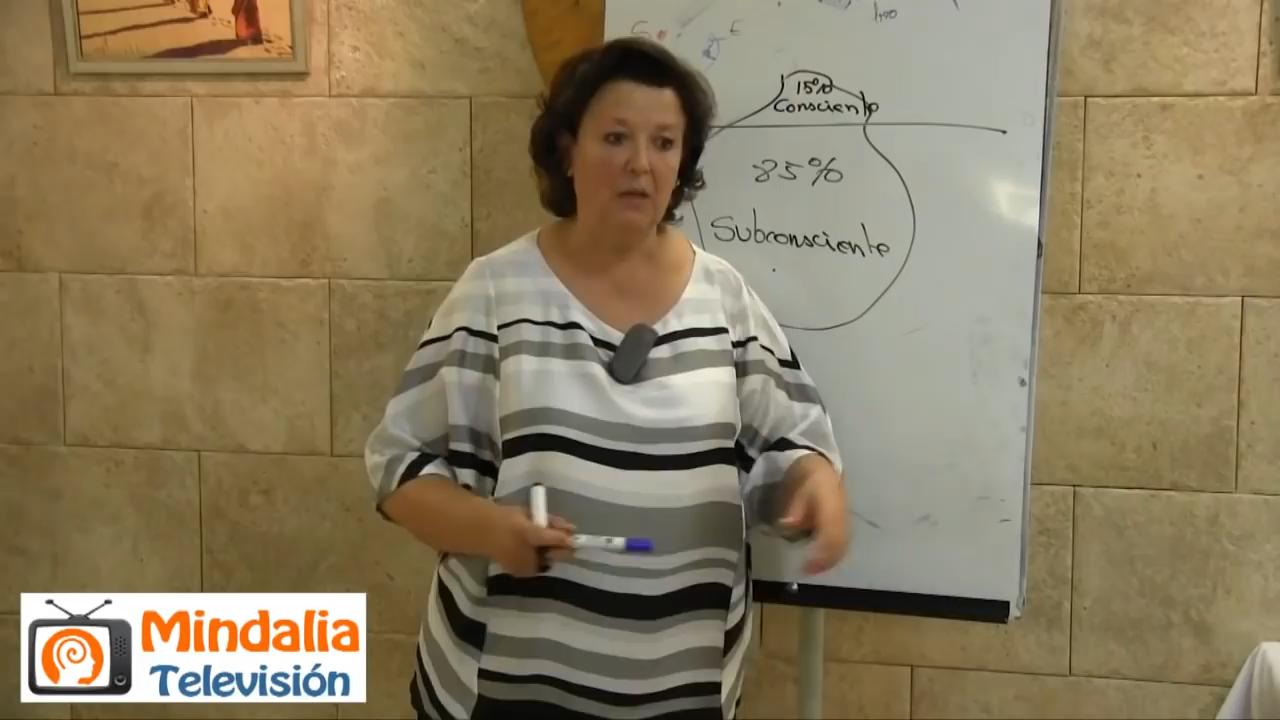 S
E
15%
Consciente
85%
Subconsciente
Mindalia
Televisión